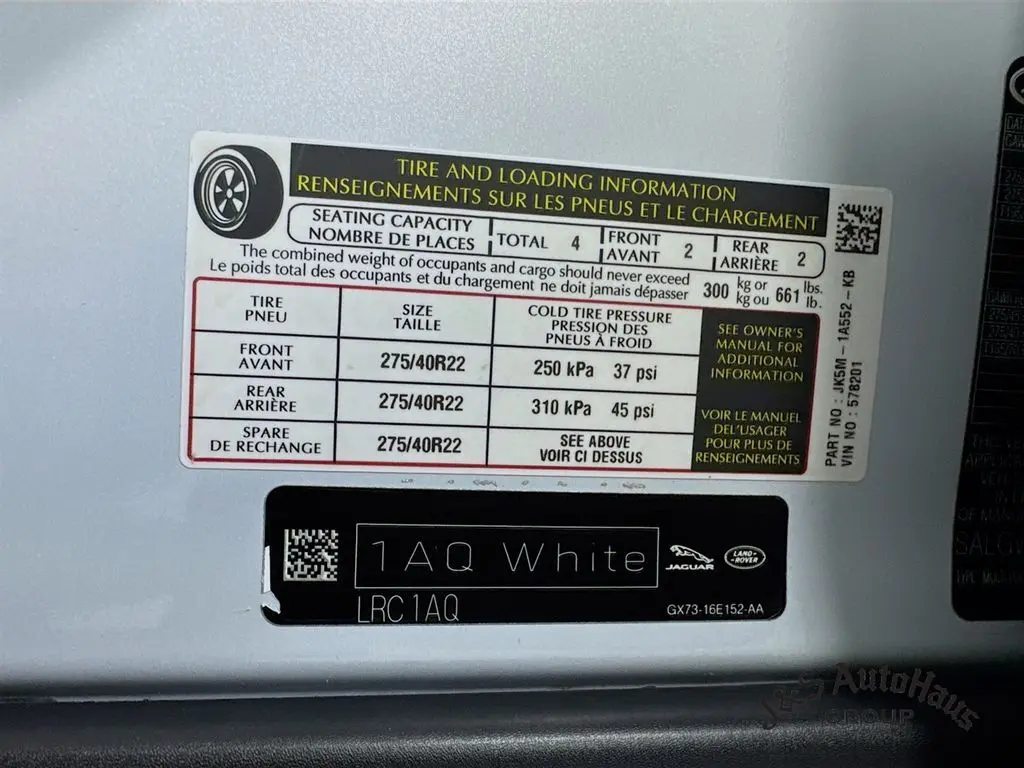 TIRE AND LOADING INFORMATION
RENSEIGNEMENTS SUR LES PNEUS ET LE CHARGEMENT
SEATING CAPACITY
NOMBRE DE PLACES
TOTAL 4
FRONT
AVANT 2
REAR
ARRIÈRE 2
The combined weight of occupants and cargo should never exceed
Le poids total des occupants et du chargement ne doit jamais dépasser
300 kg or 661 lbs.
kg ou lb.
TIRE
PNEU
SIZE
TAILLE
COLD TIRE PRESSURE
PRESSION DES
PNEUS À FROID
FRONT
AVANT
275/40R22
250 kPa 37 psi
REAR
ARRIÈRE
275/40R22
310 kPa 45 psi
SPARE
DE RECHANGE
275/40R22
SEE ABOVE
VOIR CI DESSUS
SEE OWNER'S
MANUAL FOR
ADDITIONAL
INFORMATION
VOIR LE MANUEL
DEL'USAGER
POUR PLUS DE
RENSEIGNEMENTS
PART NO : JK5M – 1A552 – KB
VIN NO : 578201
1AQ White
LRC1AQ
JAGUAR
LAND-
ROVER
GX73-16E152-AA
AutoHaus
GROUP